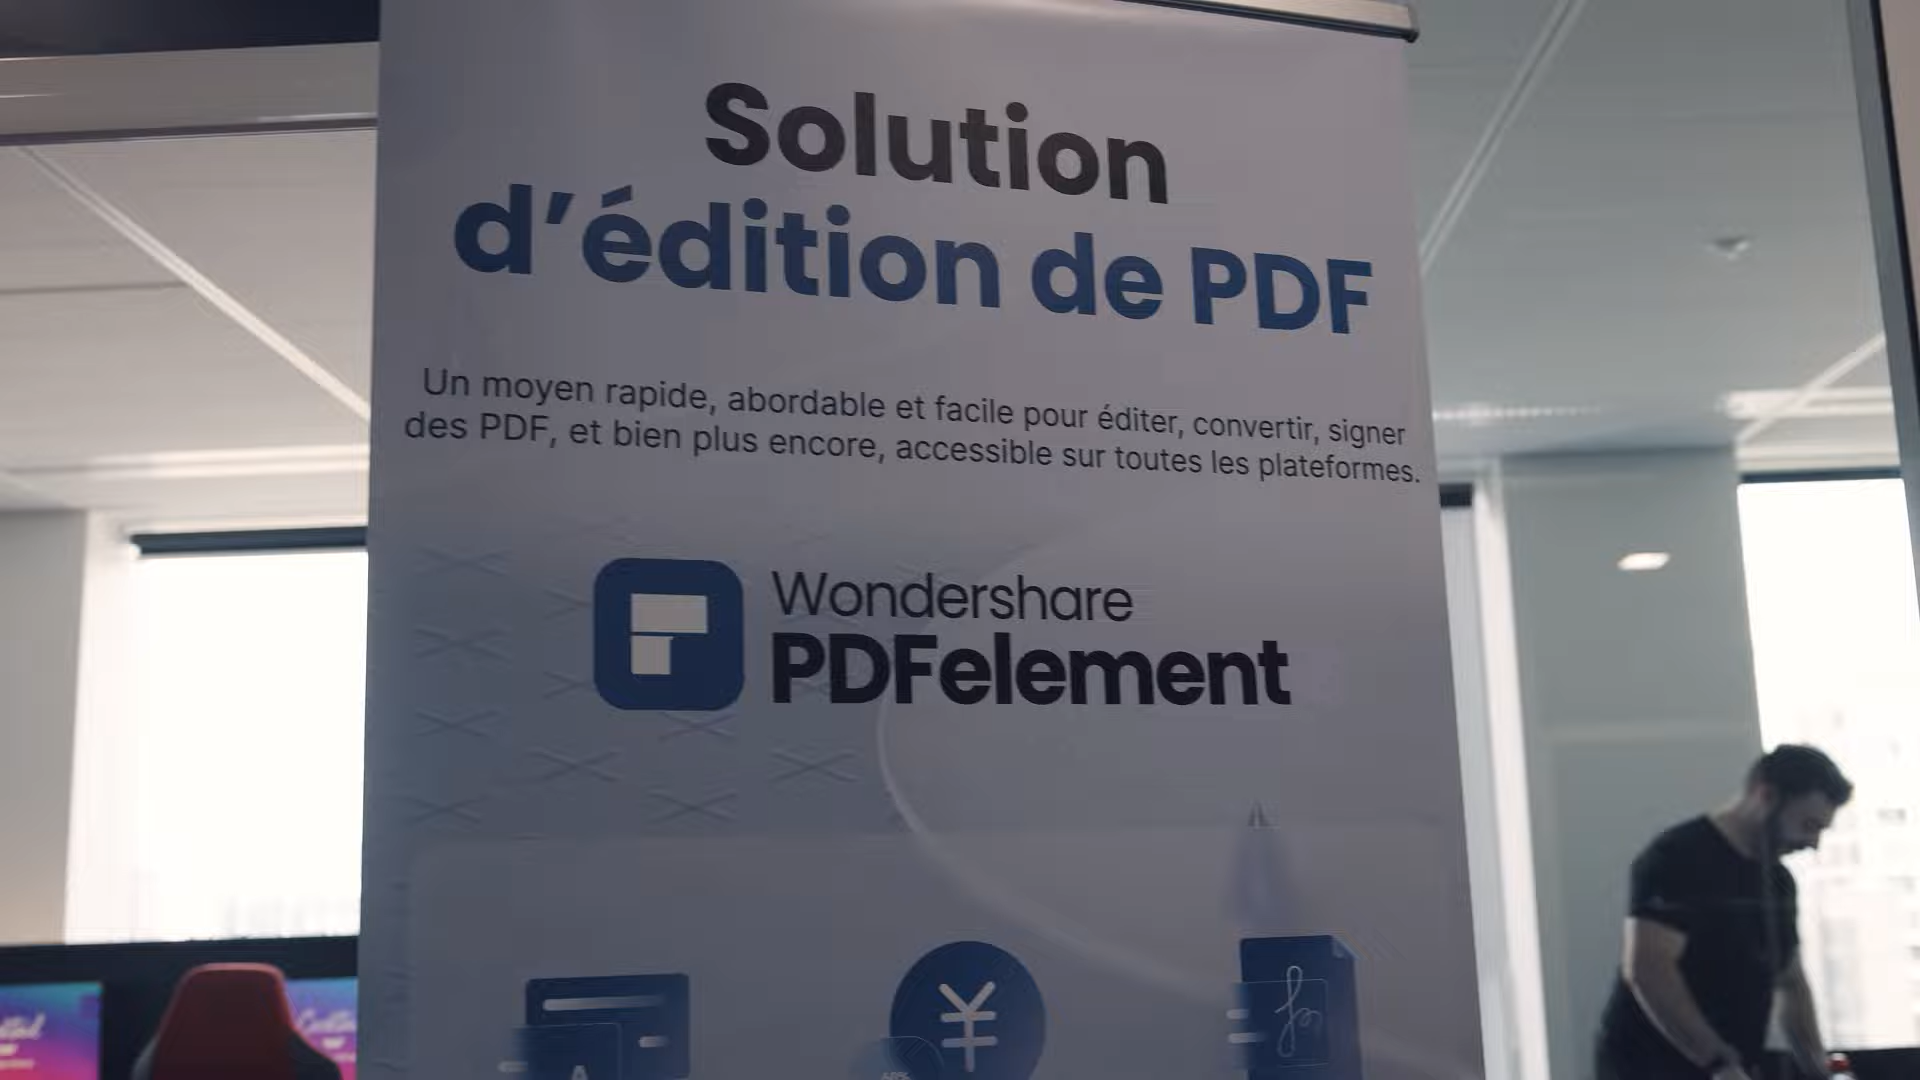 Solution
d’édition de PDF
Un moyen rapide, abordable et facile pour éditer, convertir, signer
des PDF, et bien plus encore, accessible sur toutes les plateformes.
Wondershare
PDFelement
¥
A